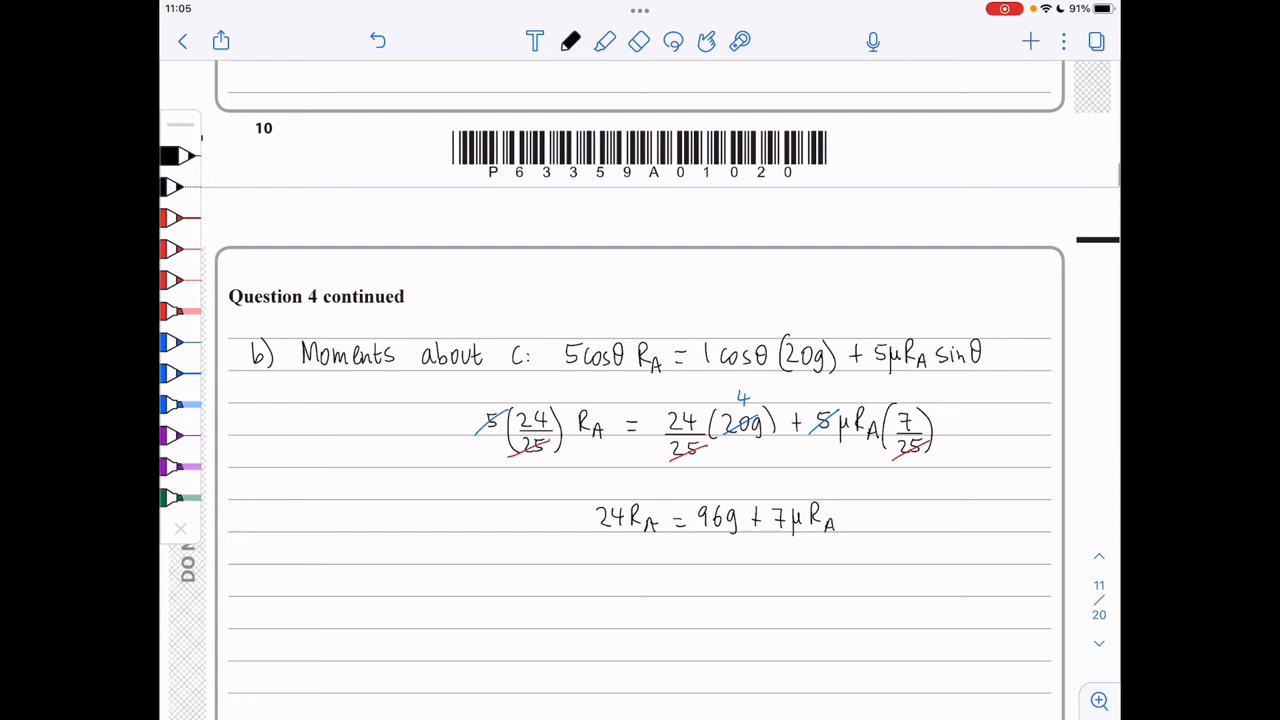 11:05
91%
10
P 6 3 3 5 9 A 0 1 0 2 0
Question 4 continued
b) Moments about c: 5cosθ R_A = 1cosθ (20g) + 5μR_A sinθ
4
5(24/25) R_A = 24/25 (20g) + 5μR_A(7/25)
24R_A = 96g + 7μR_A
DO N
11
/
20